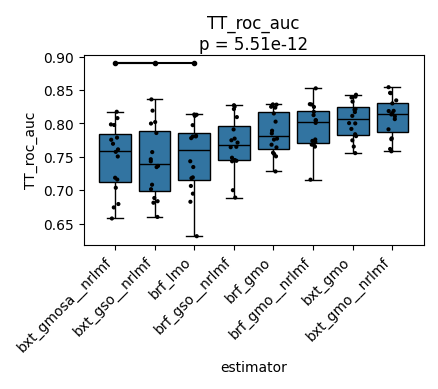 TT_roc_auc
p = 5.51e-12
0.90
0.85
0.80
0.75
0.70
0.65
TT_roc_auc
bxt_gmosa__nrlmf
bxt_gso__nrlmf
brf_lmo
brf_gso__nrlmf
brf_gmo
brf_gmo__nrlmf
bxt_gmo
bxt_gmo__nrlmf
estimator